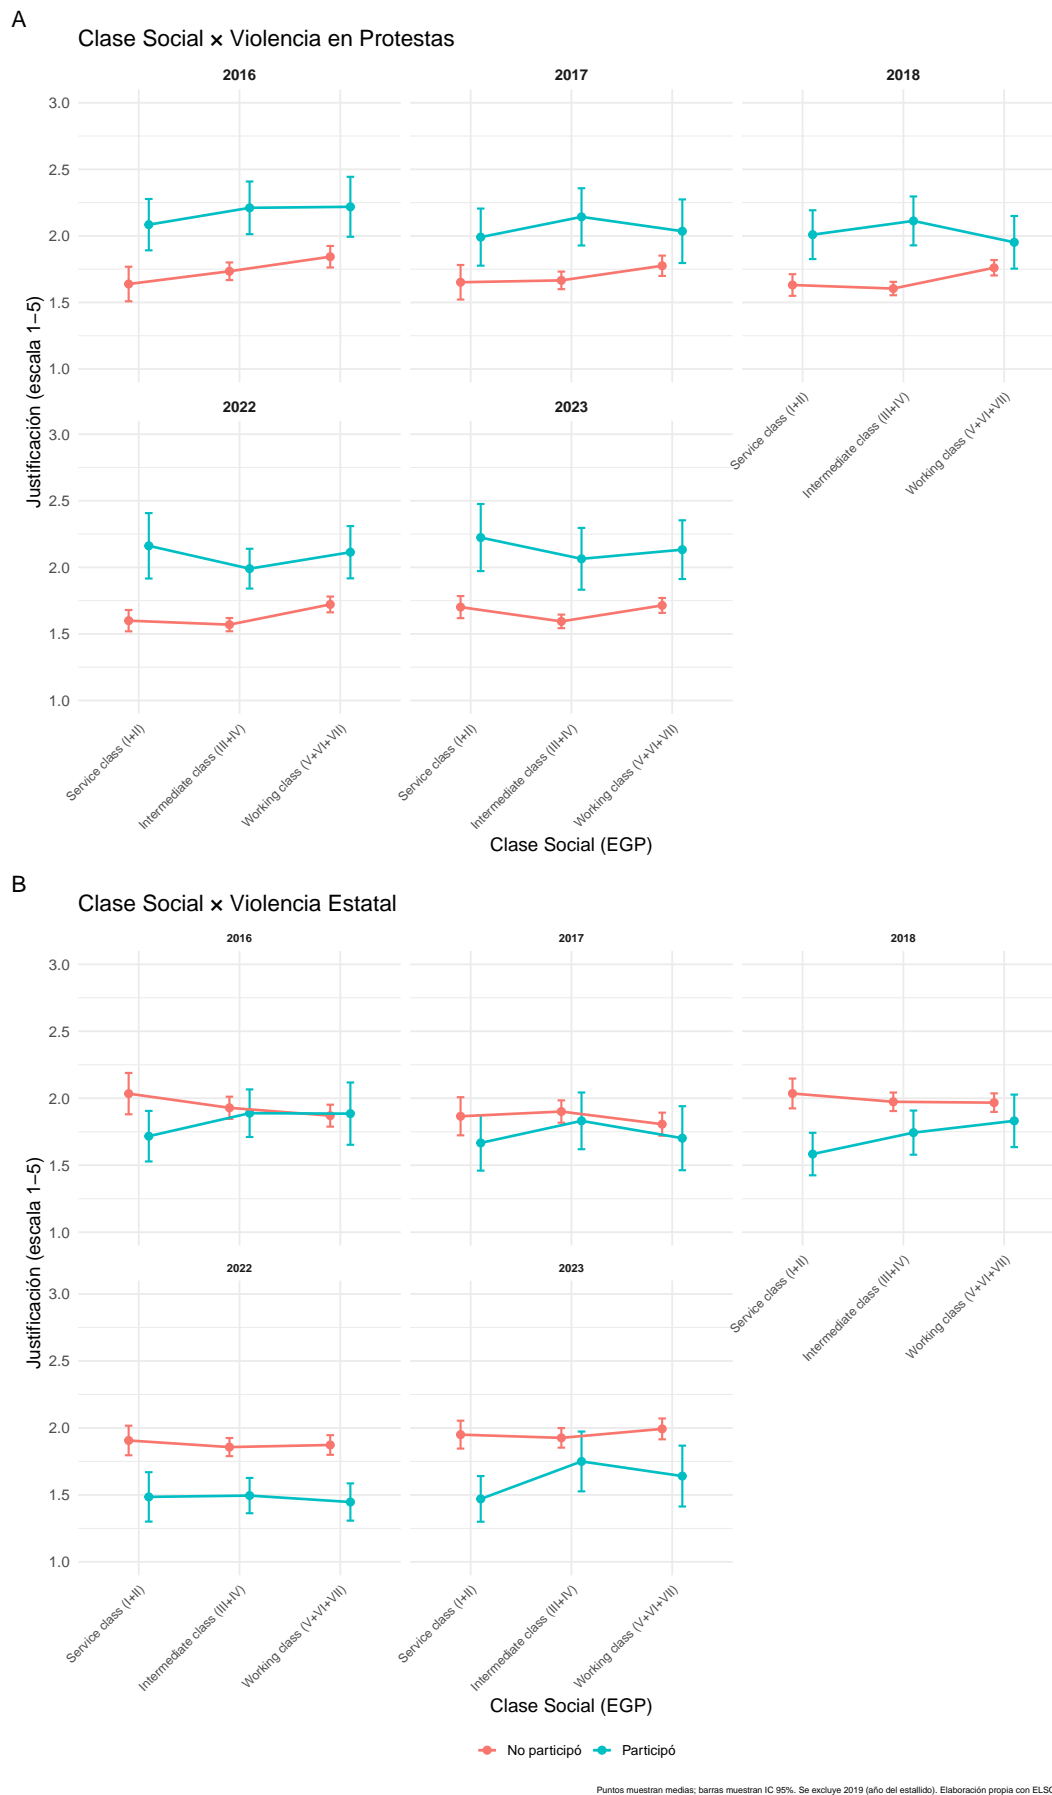 A
Clase Social × Violencia en Protestas
2016
2017
2018
3.0
2.5
2.0
1.5
1.0
2022
2023
3.0
2.5
2.0
1.5
1.0
Justificación (escala 1–5)
Service class (I+II)
Intermediate class (III+IV)
Working class (V+VI+VII)
Service class (I+II)
Intermediate class (III+IV)
Working class (V+VI+VII)
Service class (I+II)
Intermediate class (III+IV)
Working class (V+VI+VII)
Clase Social (EGP)
B
Clase Social × Violencia Estatal
2016
2017
2018
3.0
2.5
2.0
1.5
1.0
2022
2023
3.0
2.5
2.0
1.5
1.0
Justificación (escala 1–5)
Service class (I+II)
Intermediate class (III+IV)
Working class (V+VI+VII)
Service class (I+II)
Intermediate class (III+IV)
Working class (V+VI+VII)
Service class (I+II)
Intermediate class (III+IV)
Working class (V+VI+VII)
Clase Social (EGP)
No participó
Participó
Puntos muestran medias; barras muestran IC 95%. Se excluye 2019 (año del estallido). Elaboración propia con ELSO